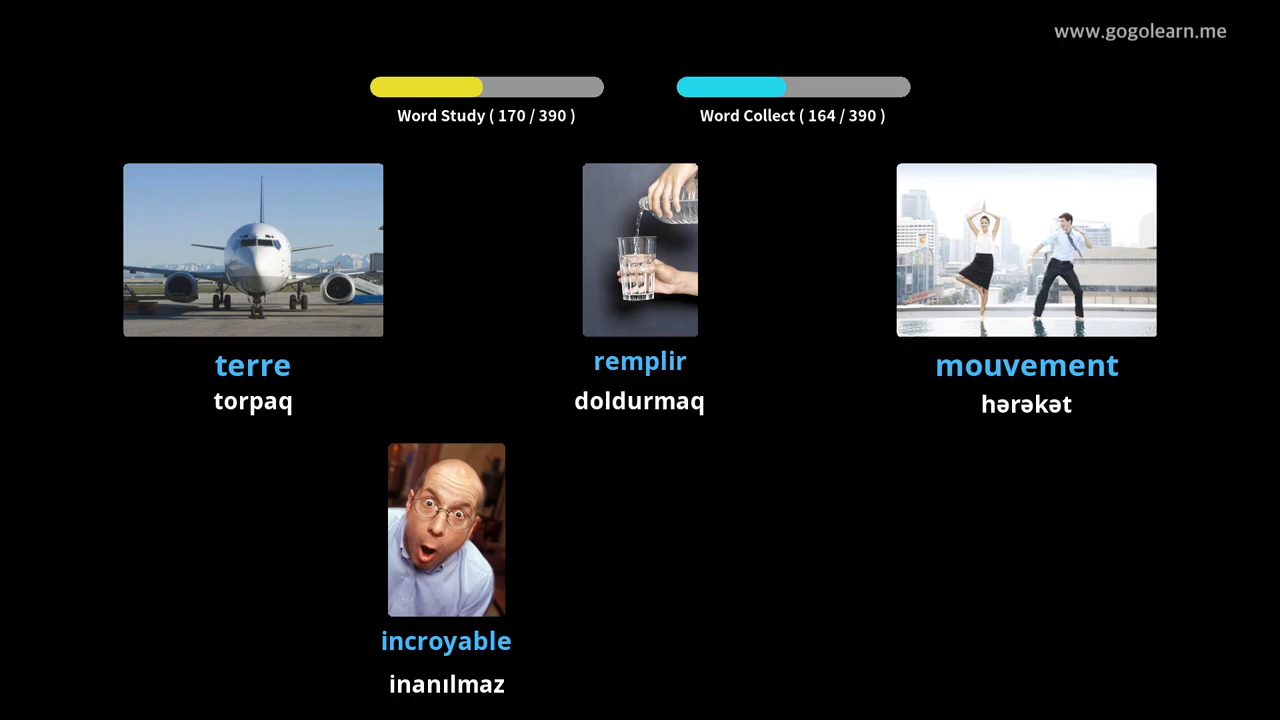 www.gogolearn.me
Word Study ( 170 / 390 )
Word Collect ( 164 / 390 )
terre
torpaq
remplir
doldurmaq
mouvement
hərəkət
incroyable
inanılmaz